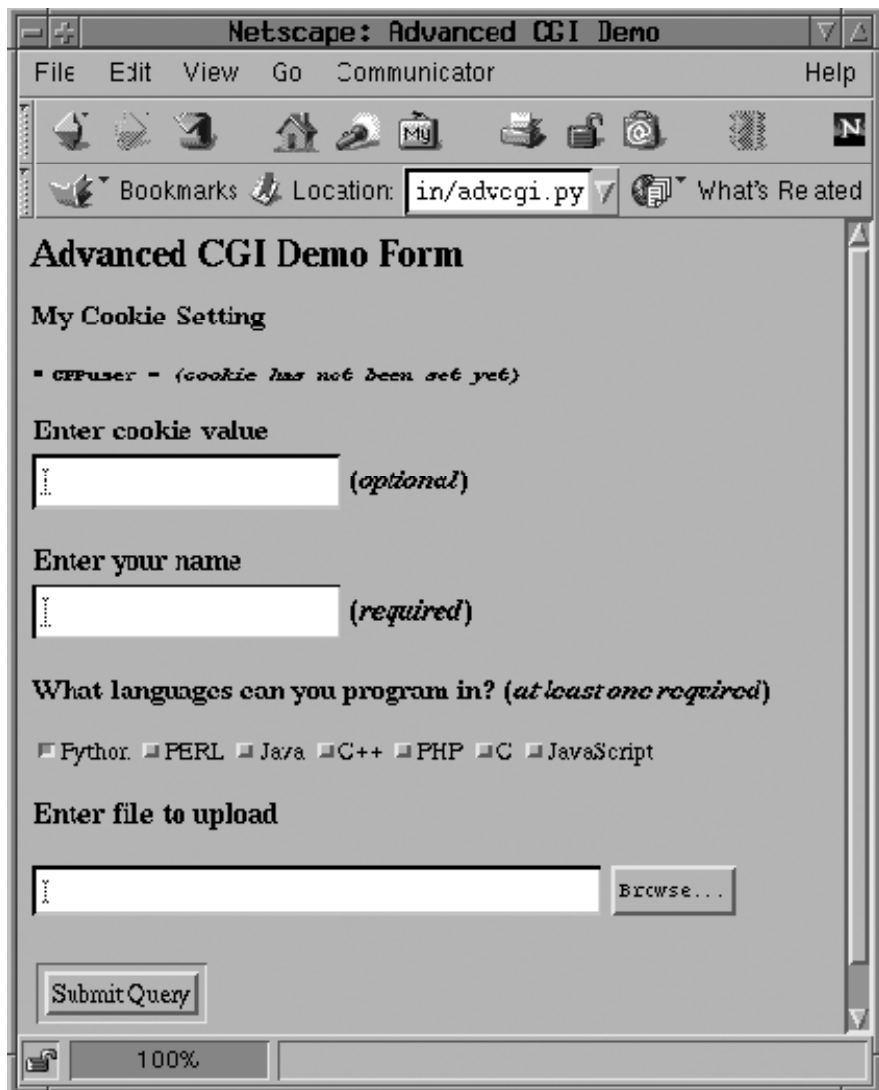 Netscape: Advanced CGI Demo
File Edit View Go Communicator Help
My N
Bookmarks Location: in/advcgi.py What's Related
Advanced CGI Demo Form
My Cookie Setting
CPPuser = (cookie has not been set yet)
Enter cookie value
(optional)
Enter your name
(required)
What languages can you program in? (at least one required)
Python PERL Java C++ PHP C JavaScript
Enter file to upload
Browse...
Submit Query
100%